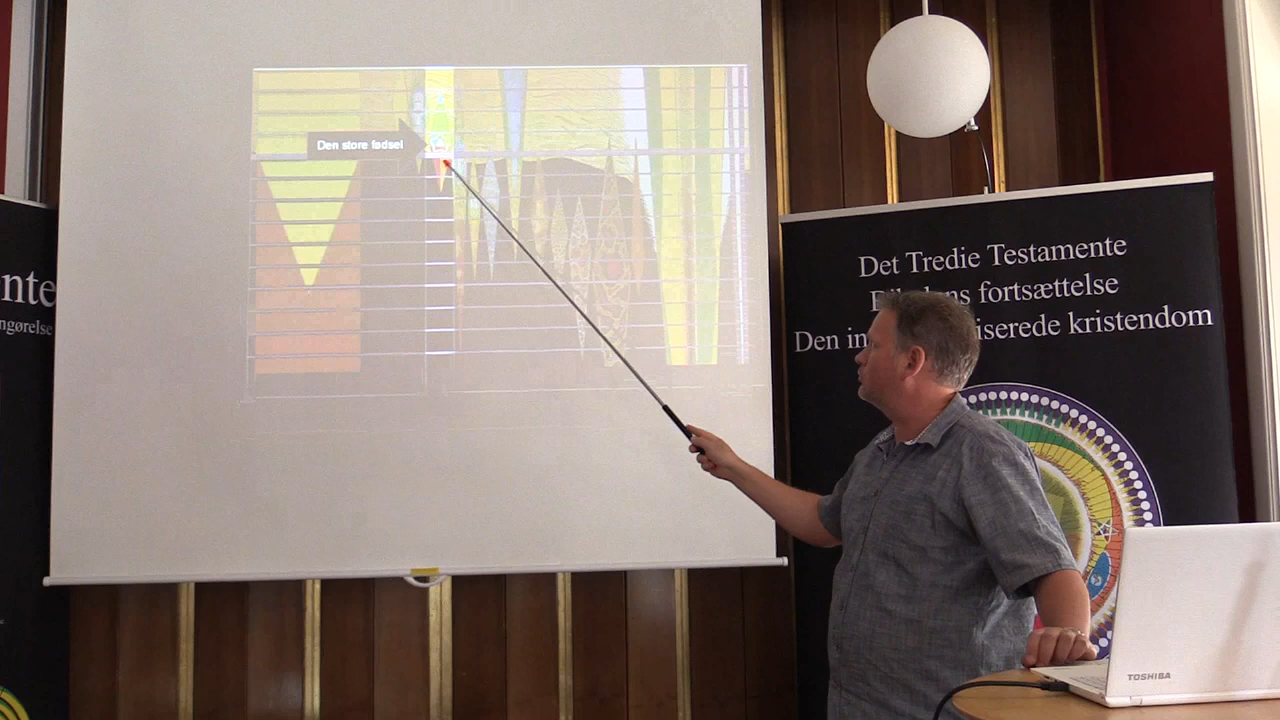 Den store fødsel
Det Tredie Testamente
fortsættelse
Den in iserede kristendom
nte
ngørelse
TOSHIBA